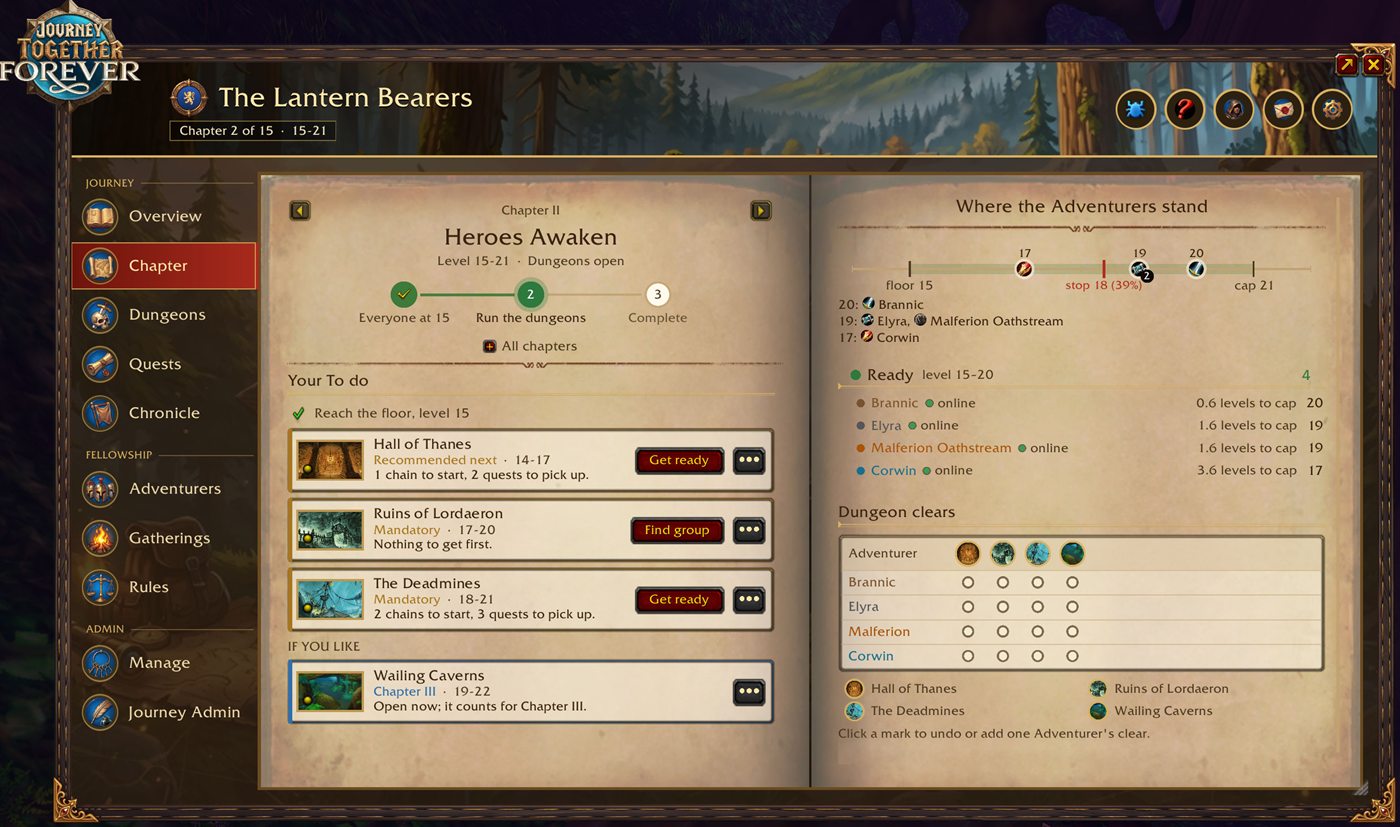 JOURNEY
TOGETHER
FOREVER
The Lantern Bearers
Chapter 2 of 15 · 15-21
JOURNEY
Overview
Chapter
Dungeons
Quests
Chronicle
FELLOWSHIP
Adventurers
Gatherings
Rules
ADMIN
Manage
Journey Admin
Chapter II
Heroes Awaken
Level 15-21 · Dungeons open
2
3
Everyone at 15
Run the dungeons
Complete
All chapters
Your To do
Reach the floor, level 15
Hall of Thanes
Recommended next · 14-17
1 chain to start, 2 quests to pick up.
Get ready
Ruins of Lordaeron
Mandatory · 17-20
Nothing to get first.
Find group
The Deadmines
Mandatory · 18-21
2 chains to start, 3 quests to pick up.
Get ready
IF YOU LIKE
Wailing Caverns
Chapter III · 19-22
Open now; it counts for Chapter III.
Where the Adventurers stand
17
19
20
2
floor 15
stop 18 (39%)
cap 21
20: Brannic
19: Elyra, Malferion Oathstream
17: Corwin
Ready level 15-20 4
Brannic online 0.6 levels to cap 20
Elyra online 1.6 levels to cap 19
Malferion Oathstream online 1.6 levels to cap 19
Corwin online 3.6 levels to cap 17
Dungeon clears
Adventurer
Brannic
Elyra
Malferion
Corwin
Hall of Thanes
Ruins of Lordaeron
The Deadmines
Wailing Caverns
Click a mark to undo or add one Adventurer's clear.